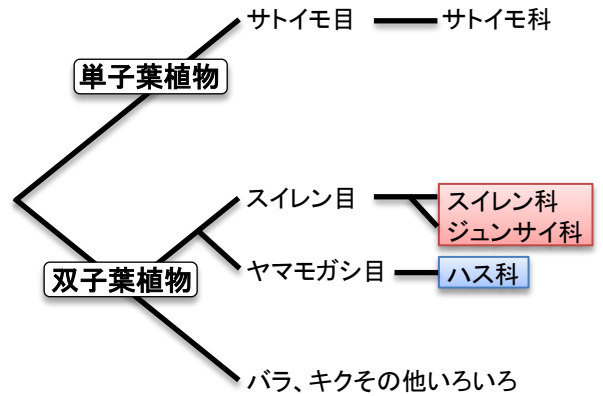 サトイモ目 サトイモ科
単子葉植物
スイレン目 スイレン科
ジュンサイ科
双子葉植物
ヤマモガシ目 ハス科
バラ、キクその他いろいろ